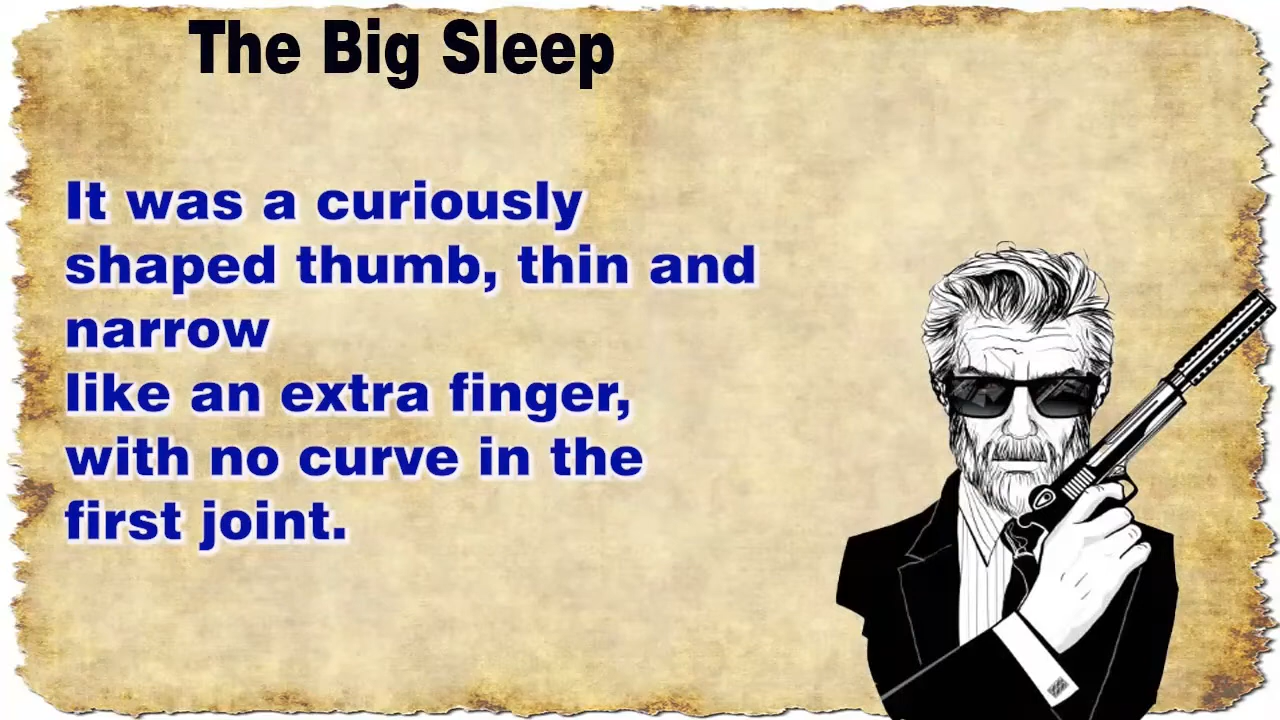 The Big Sleep
It was a curiously
shaped thumb, thin and
narrow
like an extra finger,
with no curve in the
first joint.